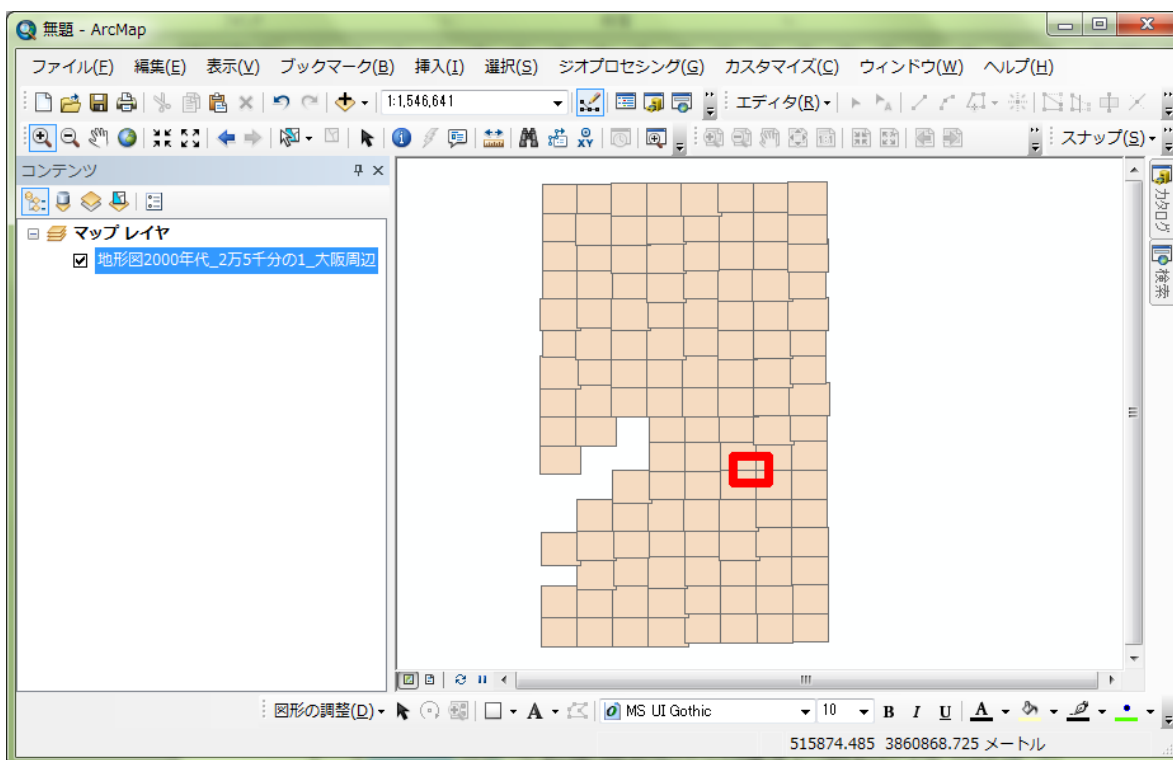 無題 - ArcMap
ファイル(F) 編集(E) 表示(V) ブックマーク(B) 挿入(I) 選択(S) ジオプロセシング(G) カスタマイズ(C) ウィンドウ(W) ヘルプ(H)
1:1,546,641 エディタ(R)
XY スナップ(S)
コンテンツ
カタログ
検索
マップ レイヤ
地形図2000年代_2万5千分の1_大阪周辺
図形の調整(D) A MS UI Gothic 10 B I U A
515874.485 3860868.725 メートル